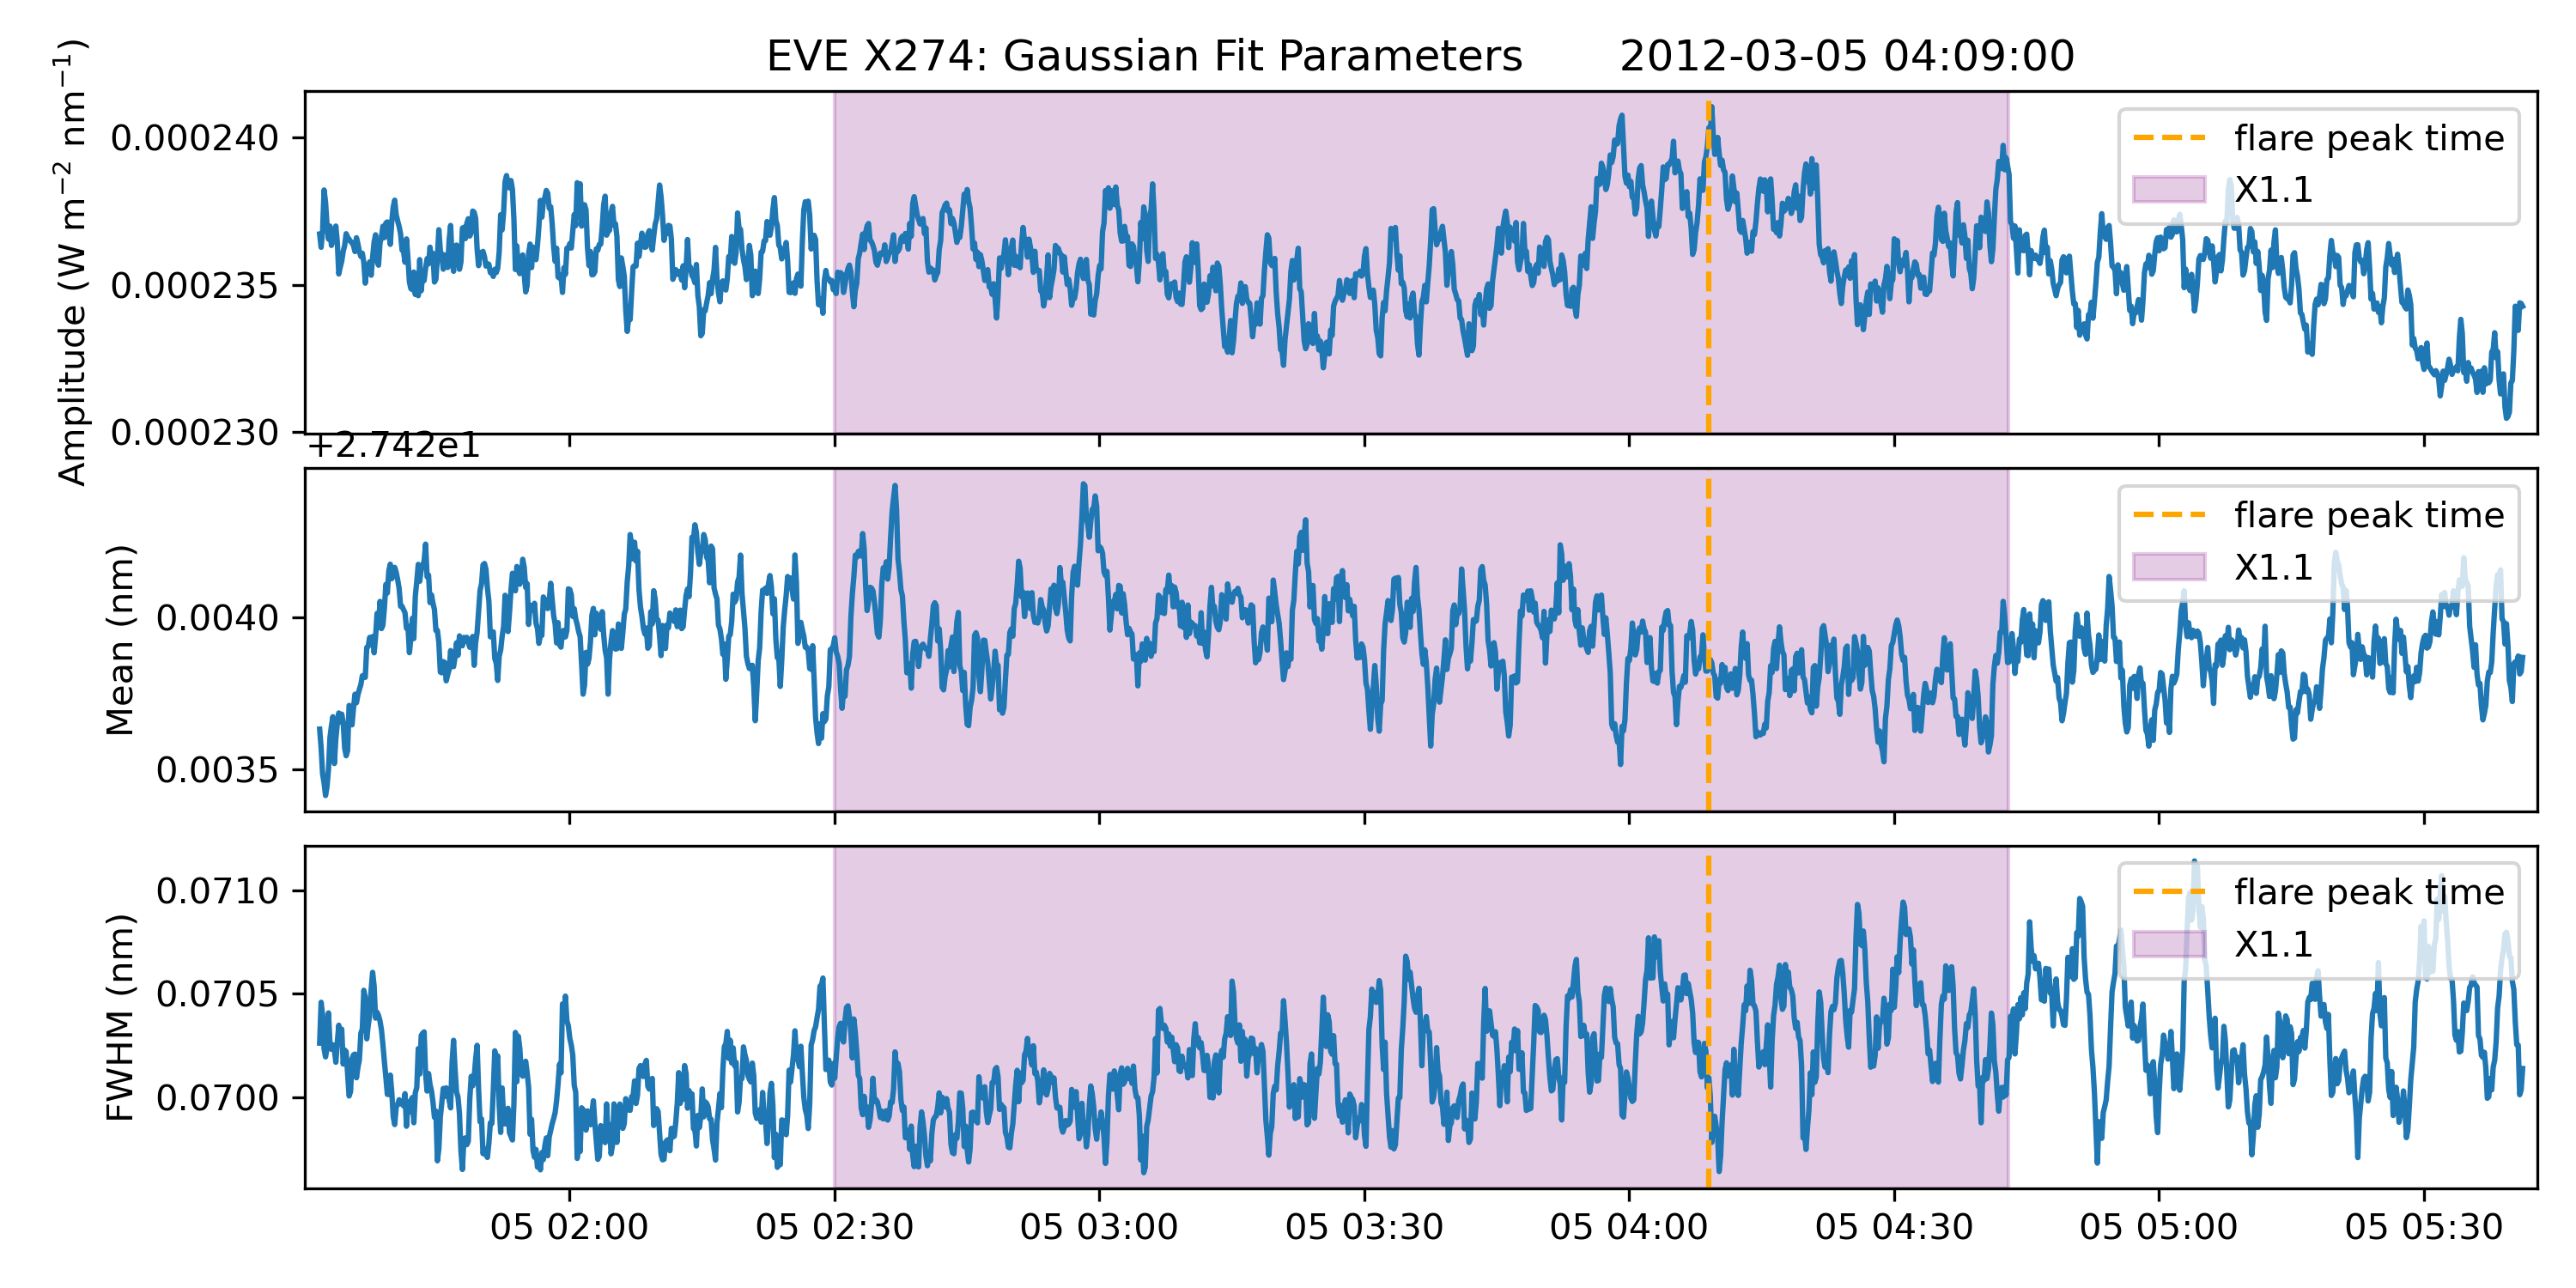 EVE X274: Gaussian Fit Parameters 2012-03-05 04:09:00
Amplitude (W m⁻² nm⁻¹)
0.000240
0.000235
0.000230
flare peak time
X1.1
+2.742e1
Mean (nm)
0.0040
0.0035
flare peak time
X1.1
FWHM (nm)
0.0710
0.0705
0.0700
flare peak time
X1.1
05 02:00 05 02:30 05 03:00 05 03:30 05 04:00 05 04:30 05 05:00 05 05:30